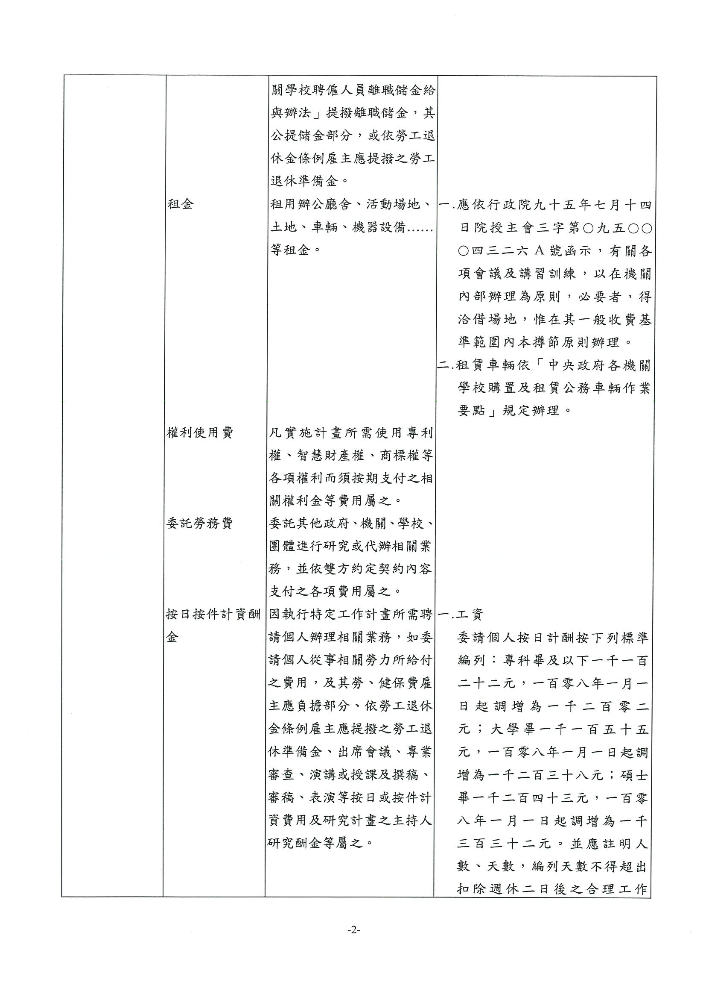 關學校聘僱人員離職儲金給
與辦法」提撥離職儲金，其
公提儲金部分，或依勞工退
休金條例雇主應提撥之勞工
退休準備金。
租金
租用辦公廳舍、活動場地、
土地、車輛、機器設備……
等租金。
一.應依行政院九十五年七月十四
日院授主會三字第○九五○○
○四三二六A號函示，有關各
項會議及講習訓練，以在機關
內部辦理為原則，必要者，得
洽借場地，惟在其一般收費基
準範圍內本撙節原則辦理。
二.租賃車輛依「中央政府各機關
學校購置及租賃公務車輛作業
要點」規定辦理。
權利使用費
凡實施計畫所需使用專利
權、智慧財產權、商標權等
各項權利而須按期支付之相
關權利金等費用屬之。
委託勞務費
委託其他政府、機關、學校、
團體進行研究或代辦相關業
務，並依雙方約定契約內容
支付之各項費用屬之。
按日按件計資酬
金
因執行特定工作計畫所需聘
請個人辦理相關業務，如委
請個人從事相關勞力所給付
之費用，及其勞、健保費雇
主應負擔部分、依勞工退休
金條例雇主應提撥之勞工退
休準備金、出席會議、專業
審查、演講或授課及撰稿、
審稿、表演等按日或按件計
資費用及研究計畫之主持人
研究酬金等屬之。
一.工資
委請個人按日計酬按下列標準
編列：專科畢及以下一千一百
二十二元，一百零八年一月一
日起調增為一千二百零二
元；大學畢一千一百五十五
元，一百零八年一月一日起調
增為一千二百三十八元；碩士
畢一千二百四十三元，一百零
八年一月一日起調增為一千
三百三十二元。並應註明人
數、天數，編列天數不得超出
扣除週休二日後之合理工作
-2-